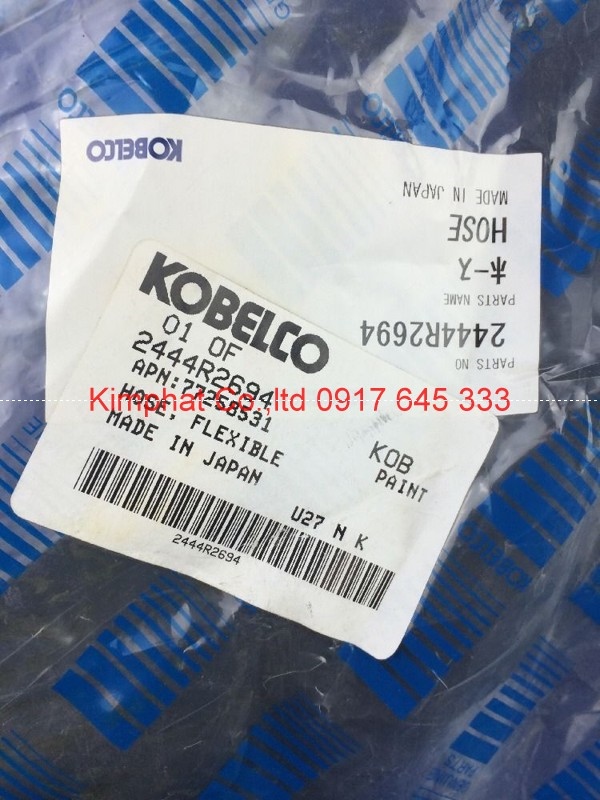 KOBELCO
MADE IN JAPAN
HOSE
ホース
PARTS NAME
2444R2694
PARTS NO
KOBELCO
01 OF
2444R2694
HOSE, FLEXIBLE
MADE IN JAPAN
KOB
PAINT
U27 N K
2444R2694
Kimphat Co.,ltd 0917 645 333